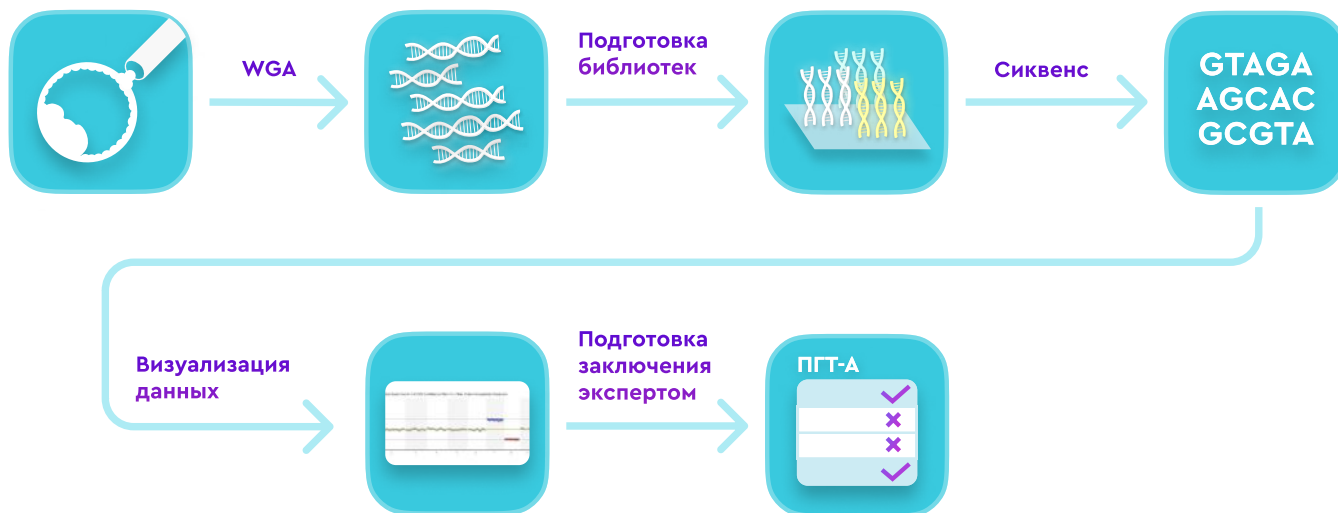 WGA
Подготовка
библиотек
Сиквенс
GTAGA
AGCAC
GCGTA
Визуализация
данных
Подготовка
заключения
экспертом
ПГТ-А